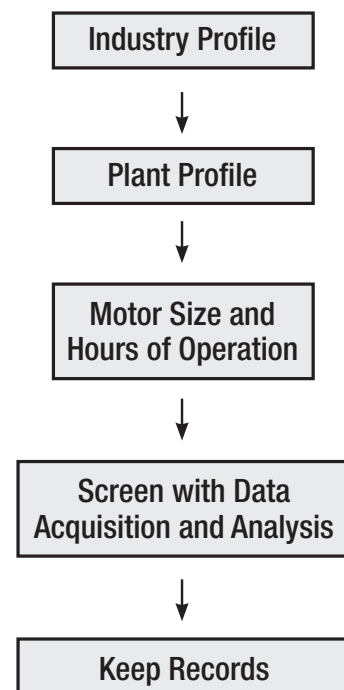 Industry Profile
Plant Profile
Motor Size and
Hours of Operation
Screen with Data
Acquisition and Analysis
Keep Records